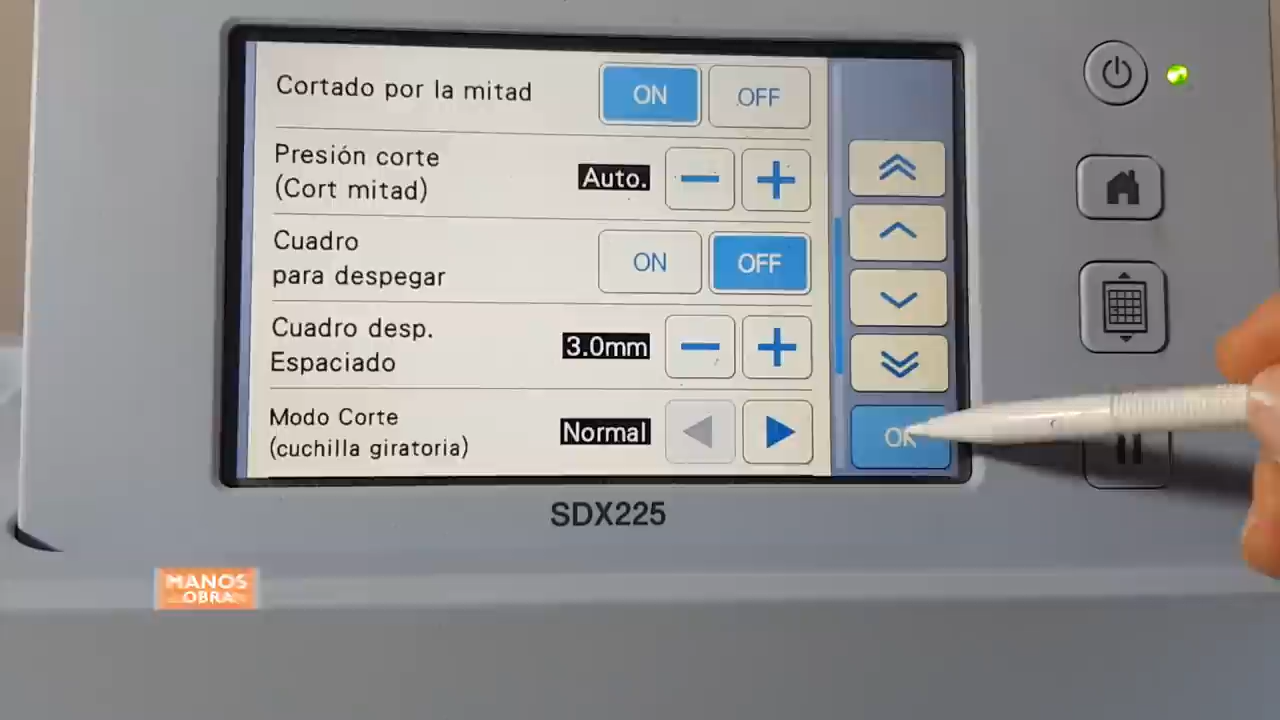 Cortado por la mitad
ON
OFF
Presión corte
(Cort mitad)
Auto.
Cuadro
para despegar
ON
OFF
Cuadro desp.
Espaciado
3.0mm
Modo Corte
(cuchilla giratoria)
Normal
OK
SDX225
MANOS
OBRA